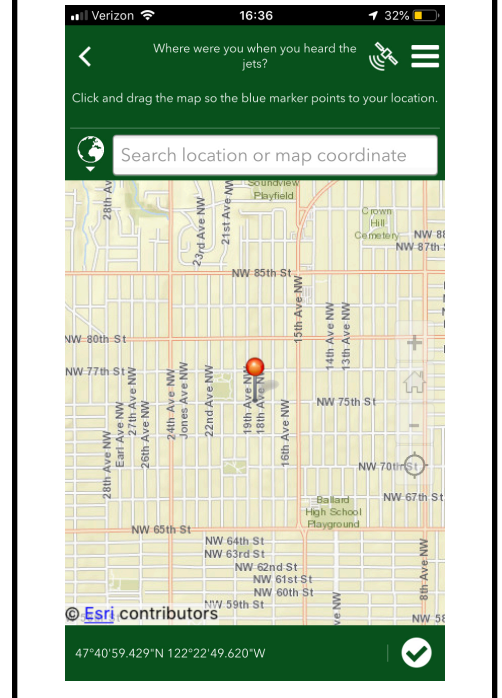 Verizon
16:36
32%
Where were you when you heard the
jets?
Click and drag the map so the blue marker points to your location.
Search location or map coordinate
Soundview
Playfield
28th Av
21st Ave NW
23rd Ave NW
Crown
Hill
Cemetery
NW 88
NW 87th
NW 85th St
15th Ave NW
14th Ave NW
13th Ave NW
NW 80th St
+
NW 77th St
27th Ave NW
24th Ave NW
Jones Ave NW
22nd Ave NW
19th Ave NW
18th Ave NW
NW 75th St
Earl Ave NW
26th Ave NW
16th Ave NW
-
28th Ave NW
NW 70th St
Ballard
High School
Playground
NW 67th St
NW 65th St
NW 64th St
NW 63rd St
NW 62nd St
NW 61st St
NW 60th St
NW 59th St
8th Ave NW
ve NW
© Esri contributors
NW 58
47°40'59.429"N 122°22'49.620"W